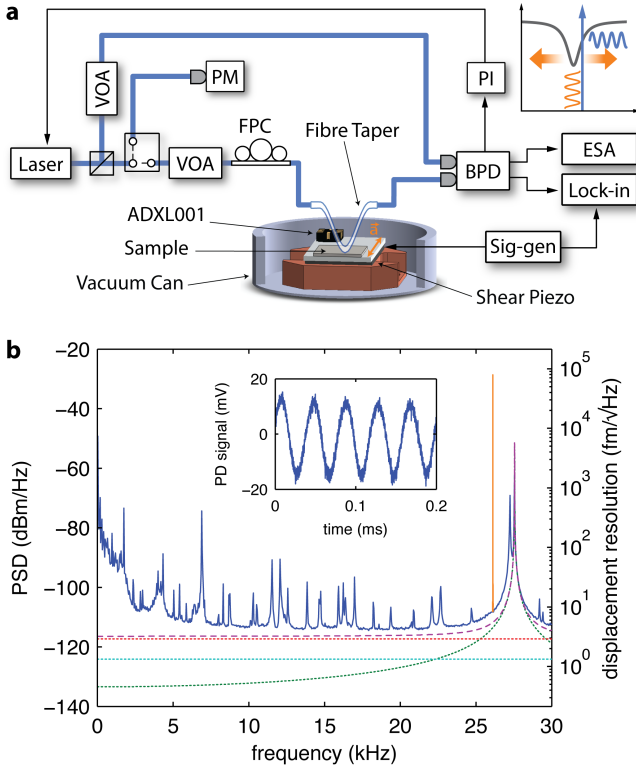 a
VOA
PM
PI
FPC
Fibre Taper
Laser
VOA
BPD
ESA
Lock-in
ADXL001
a
Sample
Sig-gen
Vacuum Can
Shear Piezo
b
−20
−40
−60
−80
−100
−120
−140
PSD (dBm/Hz)
10⁵
10⁴
10³
10²
10¹
10⁰
displacement resolution (fm/√Hz)
20
0
−20
PD signal (mV)
0 0.1 0.2
time (ms)
0 5 10 15 20 25 30
frequency (kHz)